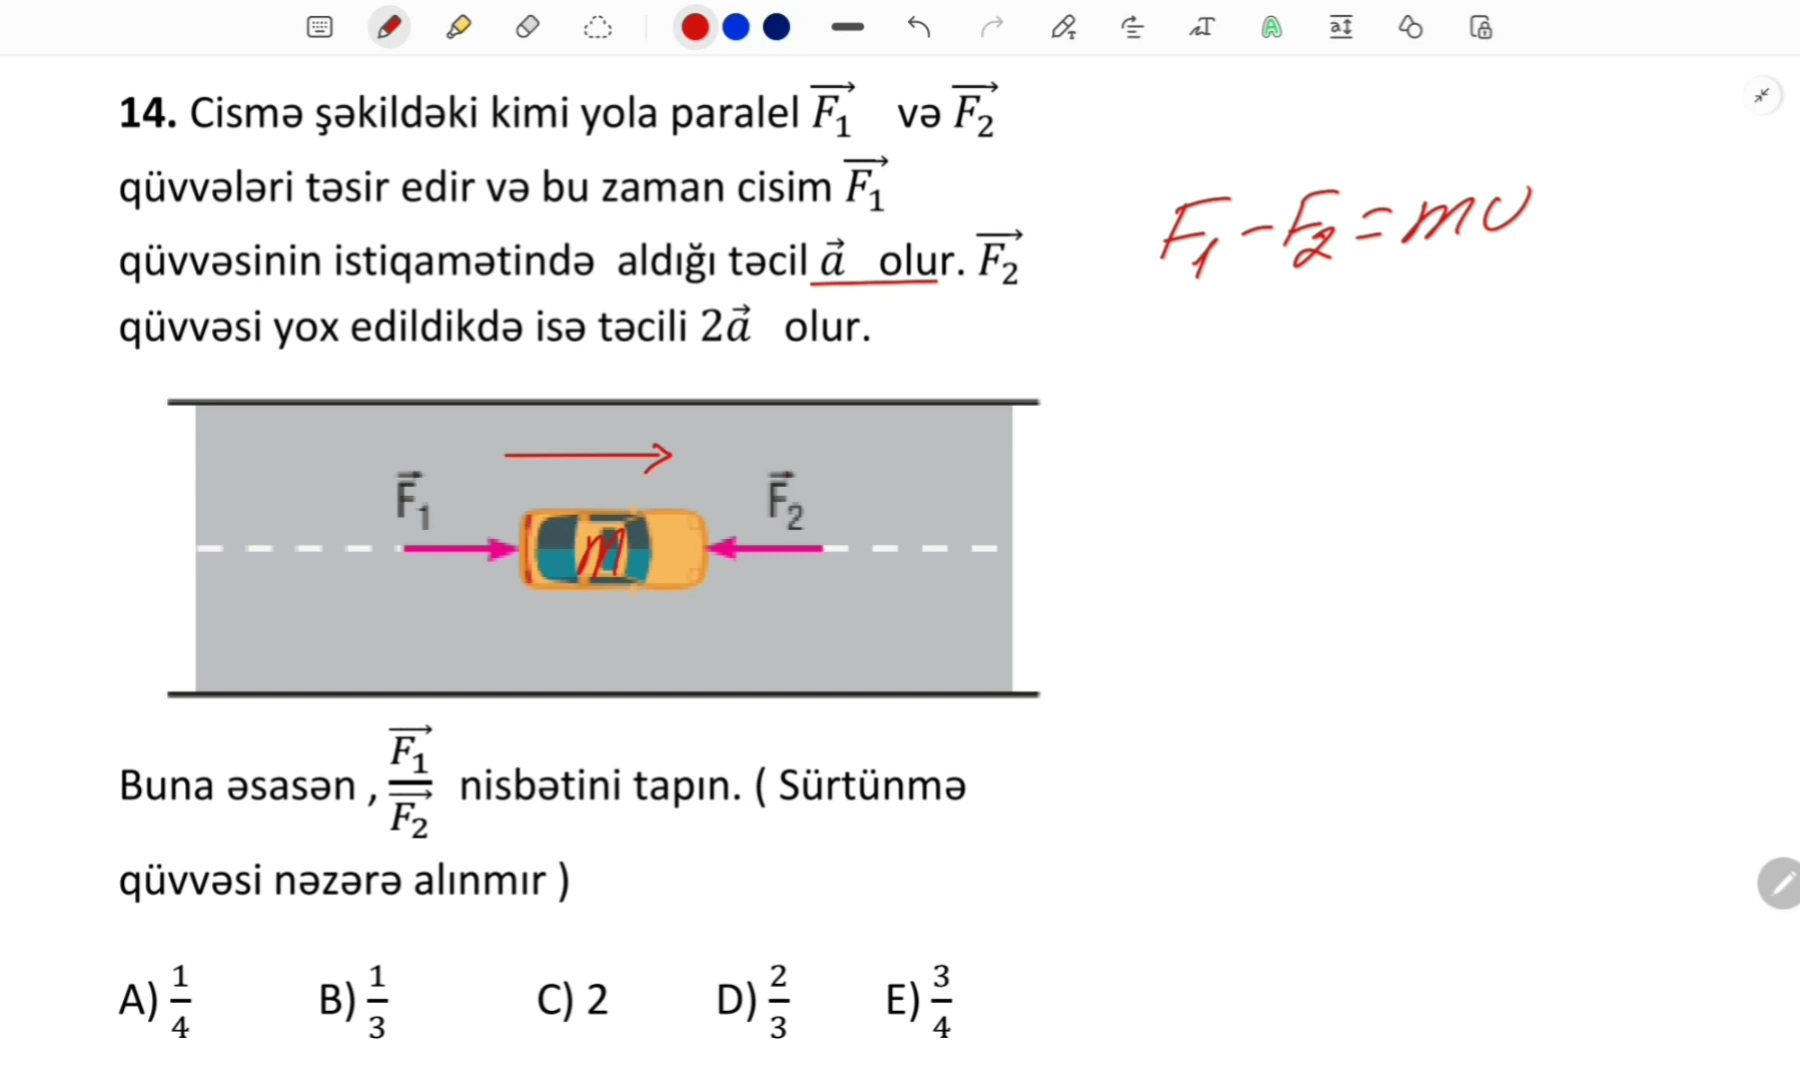 14. Cismə şəkildəki kimi yola paralel F₁ və F₂
qüvvələri təsir edir və bu zaman cisim F₁
qüvvəsinin istiqamətində aldığı təcil a⃗ olur. F₂
qüvvəsi yox edildikdə isə təcili 2a⃗ olur.
F₁ - F₂ = m
F₁
F₂
m
Buna əsasən , F₁/F₂ nisbətini tapın. ( Sürtünmə
qüvvəsi nəzərə alınmır )
A) 1/4 B) 1/3 C) 2 D) 2/3 E) 3/4